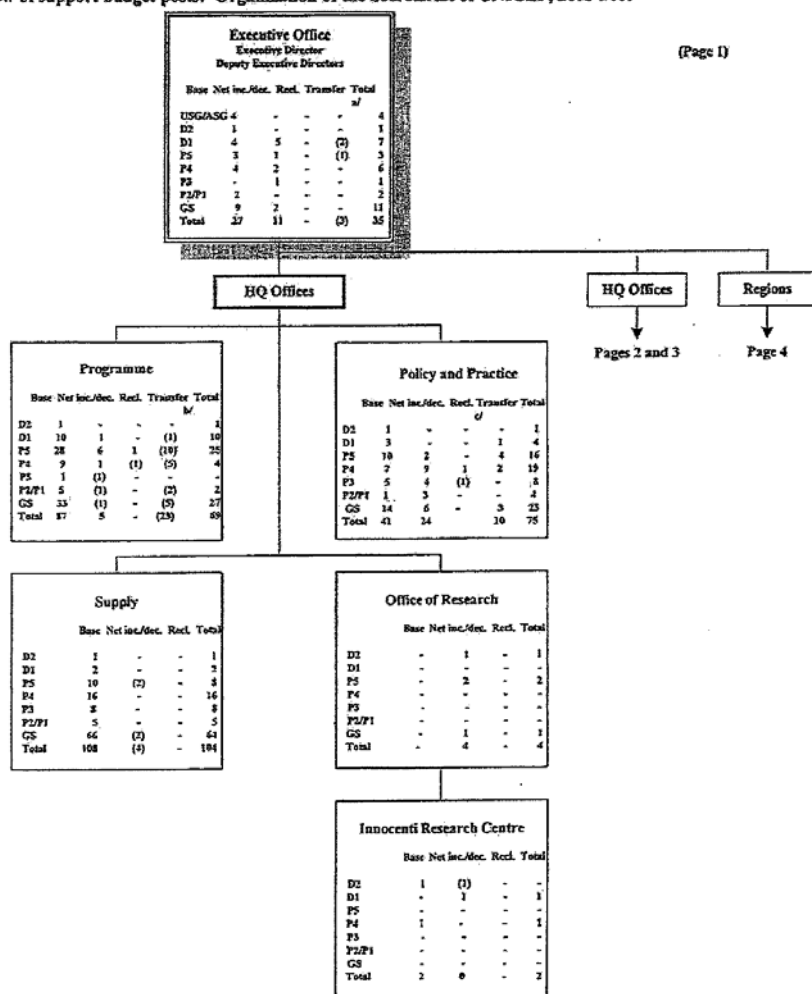 support budget posts.
(Page 1)
Executive Office
Executive Director
Deputy Executive Directors
Base Net inc./dec. Recl. Transfer Total
a/
USG/ASG 4 - - - 4
D2 1 - - - 1
D1 4 5 - (2) 7
P5 3 1 - (1) 3
P4 4 2 - - 6
P3 - 1 - - 1
P2/P1 2 - - - 2
GS 9 2 - - 11
Total 27 11 - (3) 35
HQ Offices
HQ Offices
Regions
Pages 2 and 3
Page 4
Programme
Base Net inc./dec. Recl. Transfer Total
b/
D2 1 - - - 1
D1 10 1 - (1) 10
P5 28 6 1 (10) 25
P4 9 1 (1) (5) 4
P5 1 (1) - - -
P2/P1 5 (1) - (2) 2
GS 33 (1) - (5) 27
Total 87 5 - (23) 69
Policy and Practice
Base Net inc./dec. Recl. Transfer Total
c/
D2 1 - - - 1
D1 3 - - 1 4
P5 10 2 - 4 16
P4 7 9 1 2 19
P3 5 4 (1) - 8
P2/P1 1 3 - - 4
GS 14 6 - 3 23
Total 41 24 10 75
Supply
Base Net inc./dec. Recl. Total
D2 1 - - 1
D1 2 - - 2
P5 10 (2) - 8
P4 16 - - 16
P3 8 - - 8
P2/P1 5 - - 5
GS 66 (2) -
Total 108 (4) - 104
Office of Research
Base Net inc./dec. Recl. Total
D2 - 1 - 1
D1 - - - -
P5 - 2 - 2
P4 - - - -
P3 - - - -
P2/P1 - - - -
GS - 1 - 1
Total - 4 - 4
Innocenti Research Centre
Base Net inc./dec. Recl. Total
D2 1 (1) - -
D1 - 1 - 1
P5 - - - -
P4 1 - - 1
P3 - - - -
P2/P1 - - - -
GS - - - -
Total 2 0 - 2